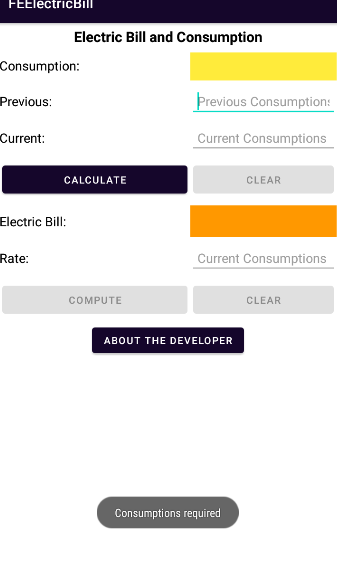 FEElectricBill
Electric Bill and Consumption
Consumption:
Previous: Previous Consumptions
Current: Current Consumptions
CALCULATE CLEAR
Electric Bill:
Rate: Current Consumptions
COMPUTE CLEAR
ABOUT THE DEVELOPER
Consumptions required